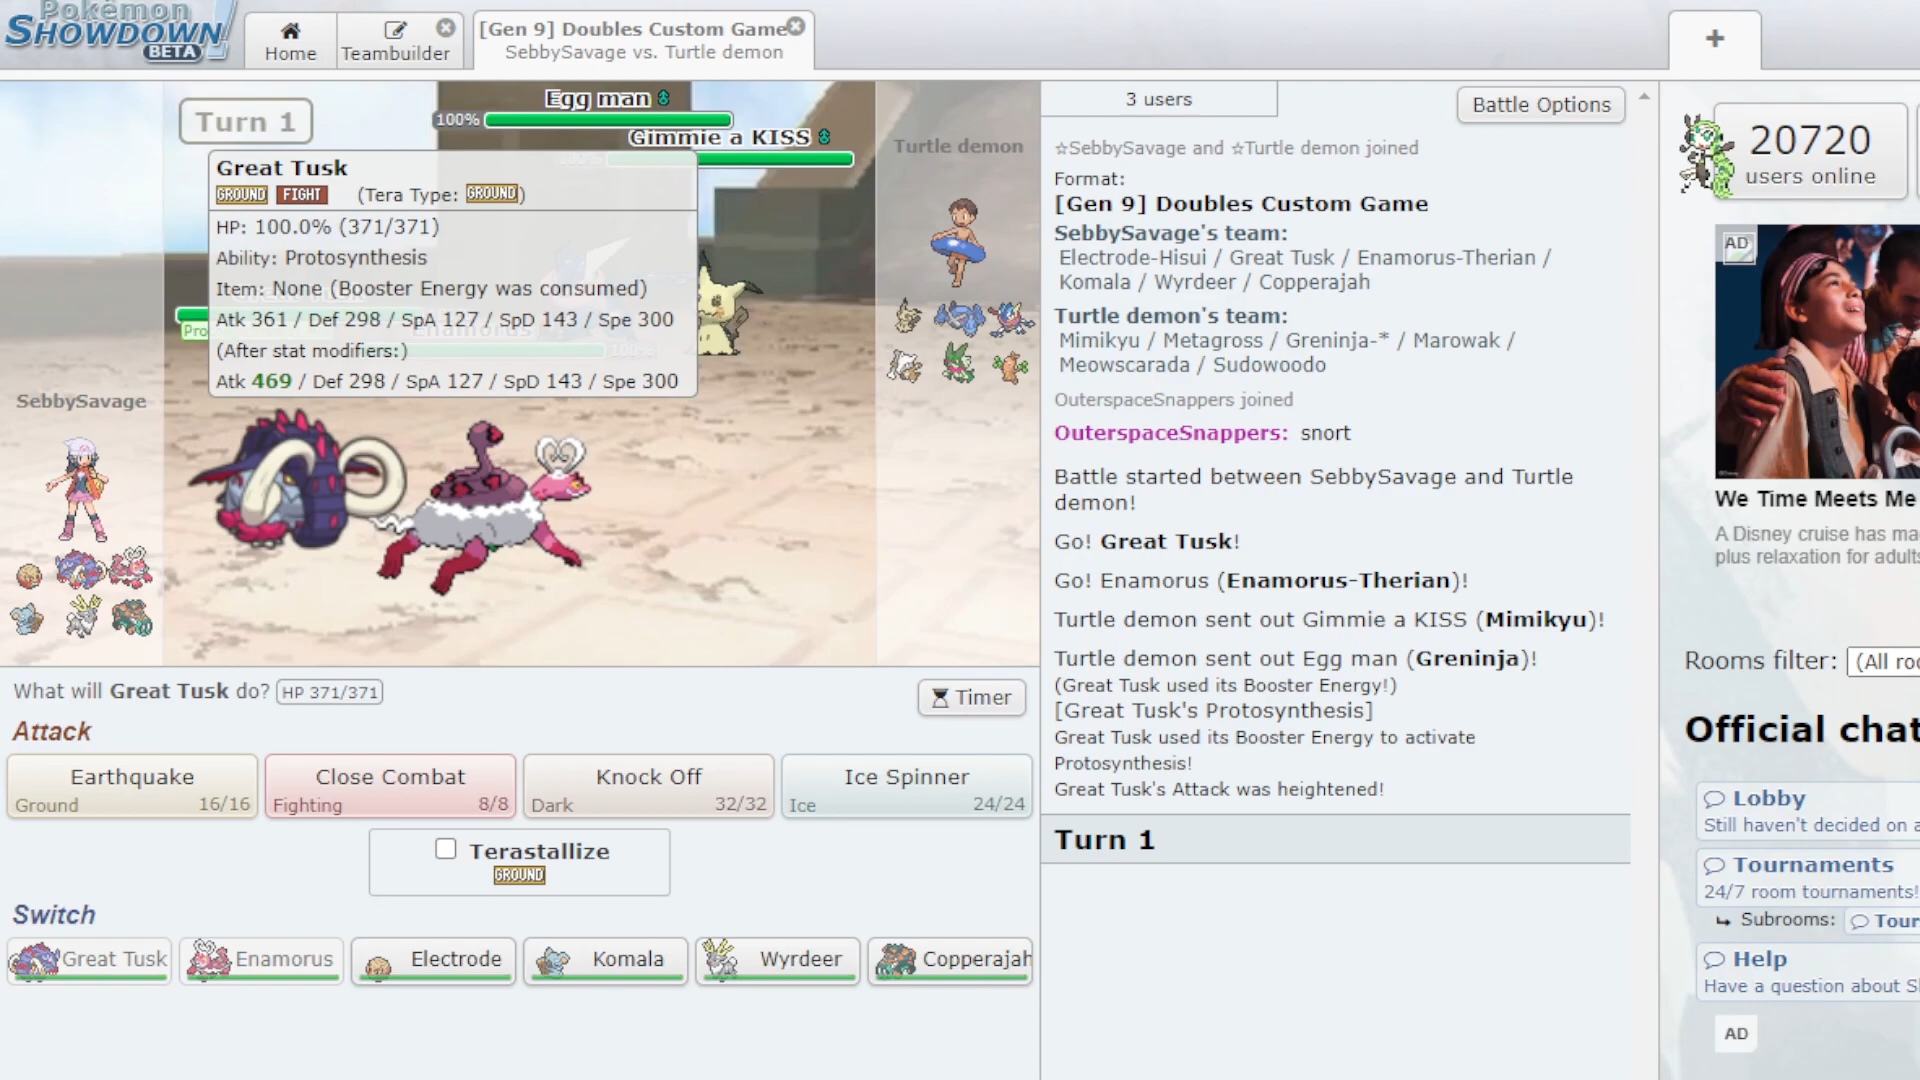 Pokémon
SHOWDOWN!
BETA
Home
Teambuilder
[Gen 9] Doubles Custom Game
SebbySavage vs. Turtle demon
+
Turn 1
Egg man
100%
Gimmie a KISS
Turtle demon
Great Tusk
GROUND FIGHT (Tera Type: GROUND)
HP: 100.0% (371/371)
Ability: Protosynthesis
Item: None (Booster Energy was consumed)
Atk 361 / Def 298 / SpA 127 / SpD 143 / Spe 300
(After stat modifiers:)
Atk 469 / Def 298 / SpA 127 / SpD 143 / Spe 300
Pro
SebbySavage
What will Great Tusk do? HP 371/371
Timer
Attack
Earthquake
Ground 16/16
Close Combat
Fighting 8/8
Knock Off
Dark 32/32
Ice Spinner
Ice 24/24
Terastallize
GROUND
Switch
Great Tusk
Enamorus
Electrode
Komala
Wyrdeer
Copperajah
3 users
Battle Options
☆SebbySavage and ☆Turtle demon joined
Format:
[Gen 9] Doubles Custom Game
SebbySavage's team:
Electrode-Hisui / Great Tusk / Enamorus-Therian /
Komala / Wyrdeer / Copperajah
Turtle demon's team:
Mimikyu / Metagross / Greninja-* / Marowak /
Meowscarada / Sudowoodo
OuterspaceSnappers joined
OuterspaceSnappers: snort
Battle started between SebbySavage and Turtle
demon!
Go! Great Tusk!
Go! Enamorus (Enamorus-Therian)!
Turtle demon sent out Gimmie a KISS (Mimikyu)!
Turtle demon sent out Egg man (Greninja)!
(Great Tusk used its Booster Energy!)
[Great Tusk's Protosynthesis]
Great Tusk used its Booster Energy to activate
Protosynthesis!
Great Tusk's Attack was heightened!
Turn 1
20720
users online
AD
We Time Meets Me
A Disney cruise has ma
plus relaxation for adults
Rooms filter: (All roo
Official chat
Lobby
Still haven't decided on a
Tournaments
24/7 room tournaments!
Subrooms: Tour
Help
Have a question about S
AD